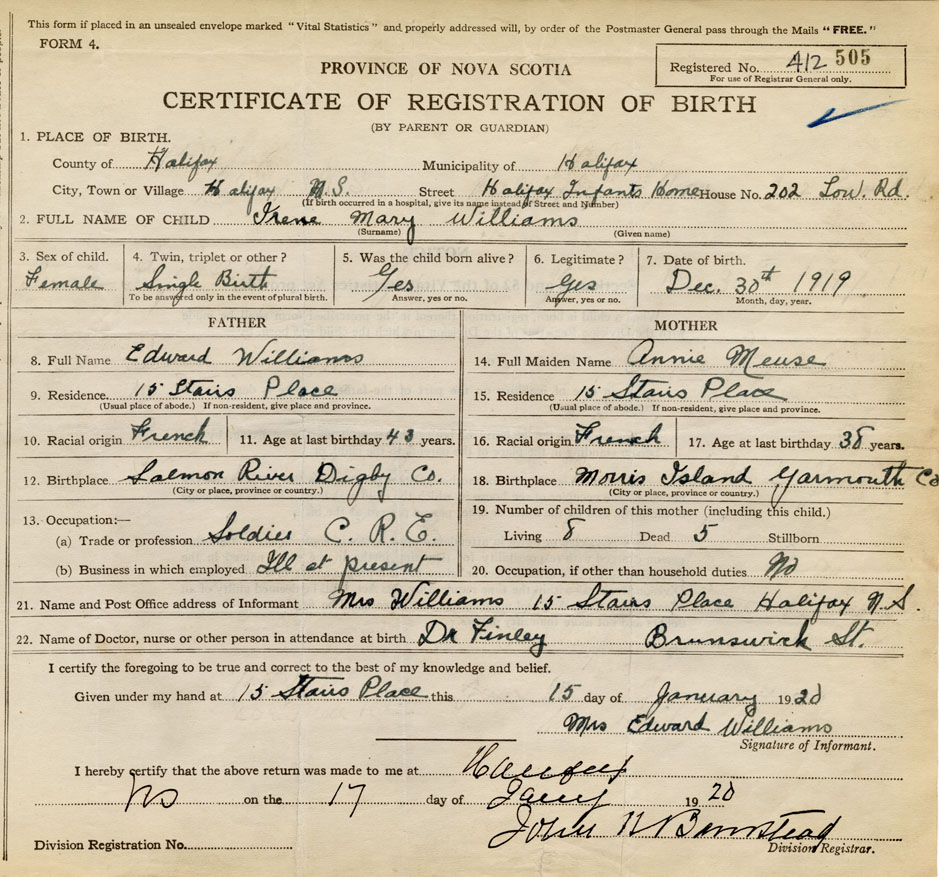 This form if placed in an unsealed envelope marked "Vital Statistics" and properly addressed will, by order of the Postmaster General pass through the Mails "FREE."
FORM 4.
Registered No. 412 505
For use of Registrar General only.
PROVINCE OF NOVA SCOTIA
CERTIFICATE OF REGISTRATION OF BIRTH
(BY PARENT OR GUARDIAN)
1. PLACE OF BIRTH.
County of Halifax Municipality of Halifax
City, Town or Village Halifax N.S. Street Halifax Infants Home House No. 202 Low. Rd
(If birth occurred in a hospital, give its name instead of Street and Number)
2. FULL NAME OF CHILD Irene Mary Williams
(Surname) (Given name)
3. Sex of child. 4. Twin, triplet or other? 5. Was the child born alive? 6. Legitimate? 7. Date of birth.
Female Single Birth Yes Yes Dec. 30th 1919
To be answered only in the event of plural birth. Answer, yes or no. Answer, yes or no. Month, day, year.
FATHER MOTHER
8. Full Name Edward Williams 14. Full Maiden Name Annie Meuse
9. Residence 15 Stairs Place 15. Residence 15 Stairs Place
(Usual place of abode.) If non-resident, give place and province. (Usual place of abode.) If non-resident, give place and province.
10. Racial origin French 11. Age at last birthday 43 years. 16. Racial origin French 17. Age at last birthday 38 years.
12. Birthplace Salmon River Digby Co. 18. Birthplace Morris Island Yarmouth Co
(City or place, province or country.) (City or place, province or country.)
13. Occupation:— 19. Number of children of this mother (including this child.)
(a) Trade or profession Soldier C. R. E. Living 8 Dead 5 Stillborn
(b) Business in which employed Ill at present 20. Occupation, if other than household duties No
21. Name and Post Office address of Informant Mrs Williams 15 Stairs Place Halifax N.S.
22. Name of Doctor, nurse or other person in attendance at birth Dr Finley Brunswick St.
I certify the foregoing to be true and correct to the best of my knowledge and belief.
Given under my hand at 15 Stairs Place this 15 day of January 1920
Mrs Edward Williams
Signature of Informant.
I hereby certify that the above return was made to me at Halifax
NS on the 17 day of Jany 1920
John H Barnstead
Division Registration No. Division Registrar.